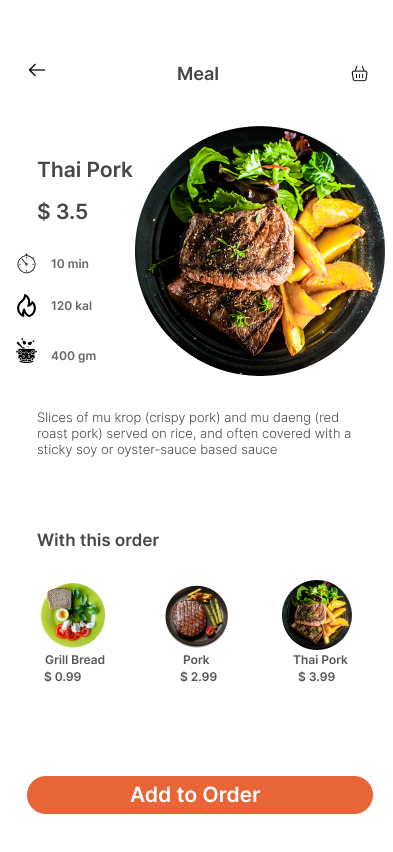 Meal
Thai Pork
$ 3.5
10 min
120 kal
400 gm
Slices of mu krop (crispy pork) and mu daeng (red
roast pork) served on rice, and often covered with a
sticky soy or oyster-sauce based sauce
With this order
Grill Bread
$ 0.99
Pork
$ 2.99
Thai Pork
$ 3.99
Add to Order